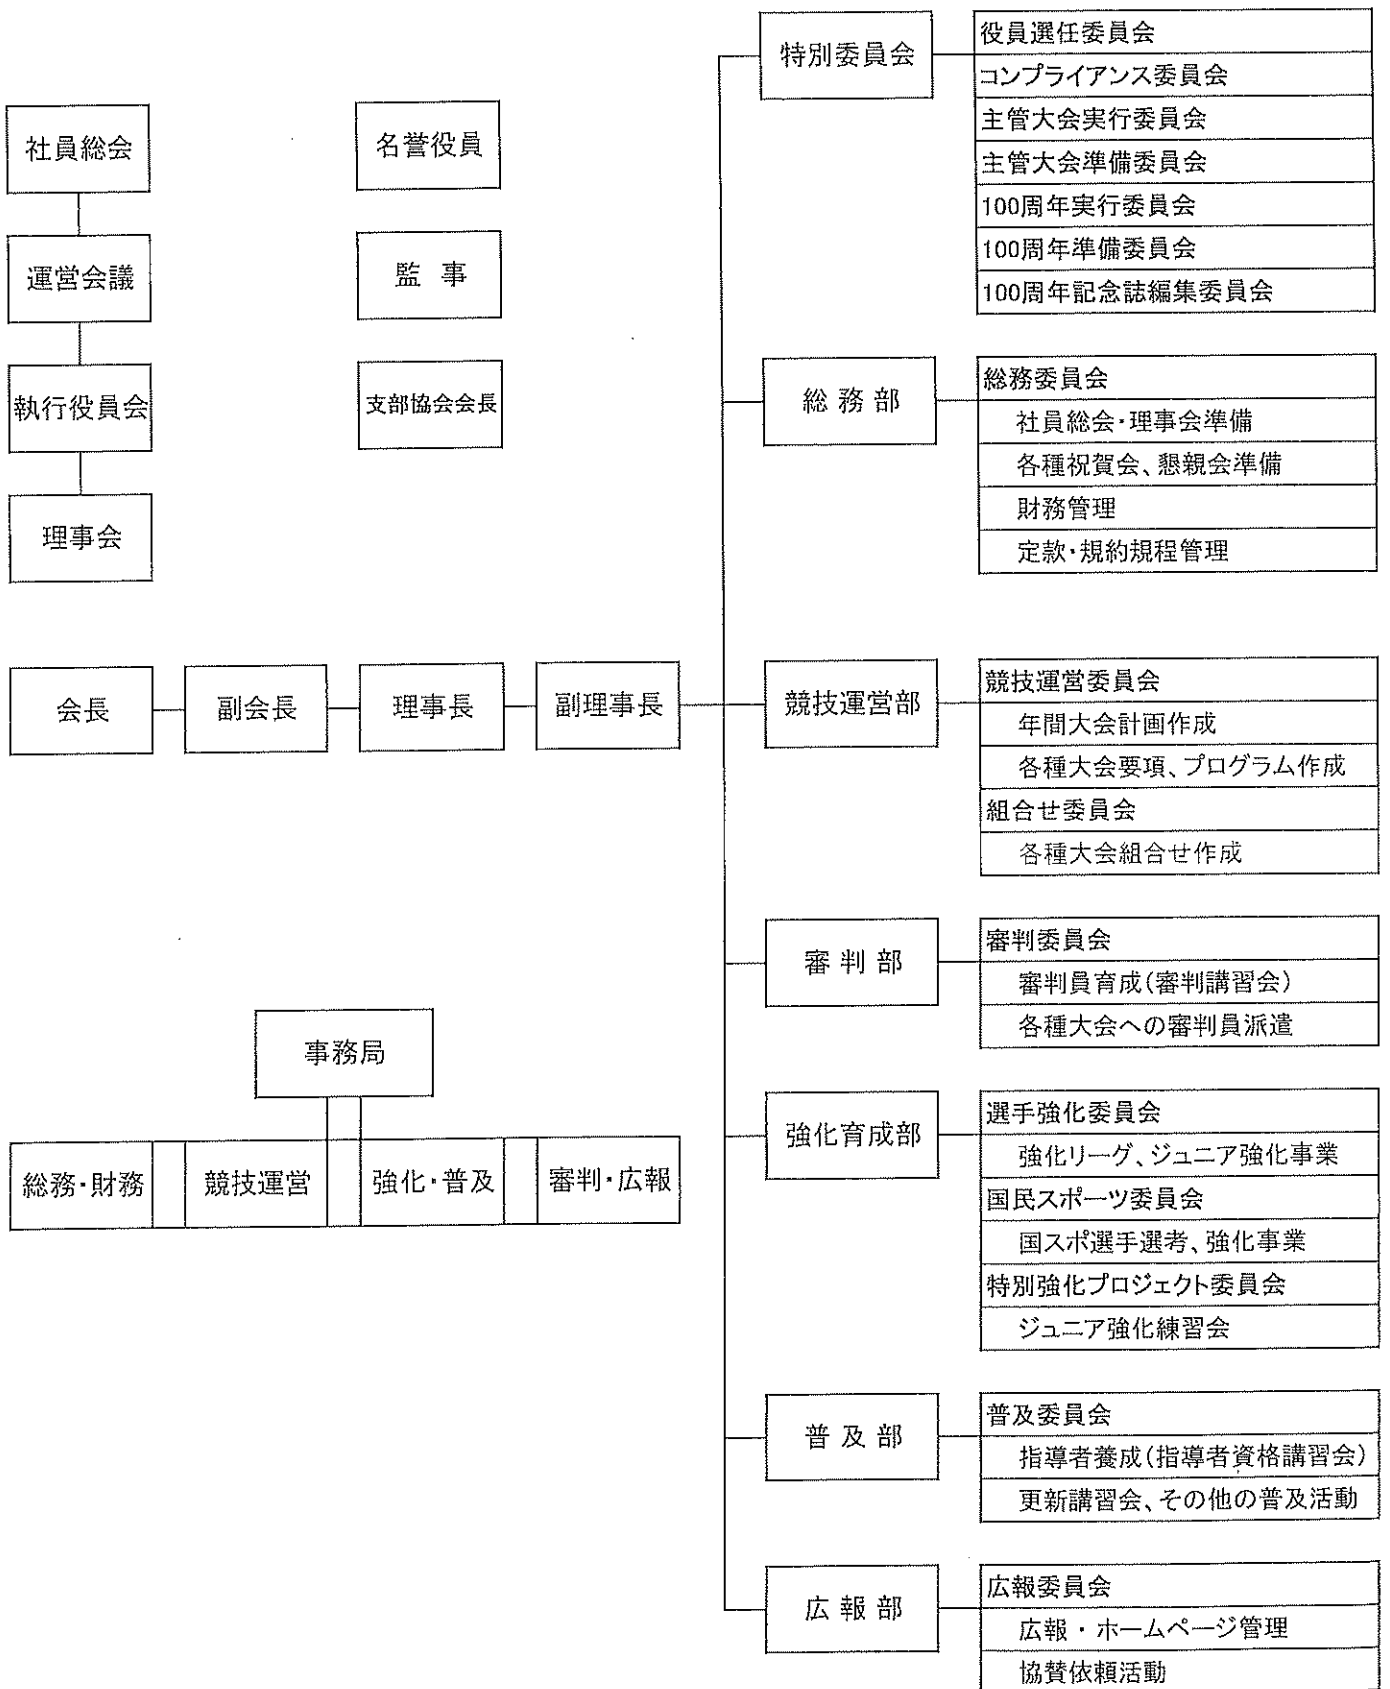 社員総会
運営会議
執行役員会
理事会
名誉役員
監 事
支部協会会長
会長
副会長
理事長
副理事長
事務局
総務・財務
競技運営
強化・普及
審判・広報
特別委員会
役員選任委員会
コンプライアンス委員会
主管大会実行委員会
主管大会準備委員会
100周年実行委員会
100周年準備委員会
100周年記念誌編集委員会
総 務 部
総務委員会
社員総会・理事会準備
各種祝賀会、懇親会準備
財務管理
定款・規約規程管理
競技運営部
競技運営委員会
年間大会計画作成
各種大会要項、プログラム作成
組合せ委員会
各種大会組合せ作成
審 判 部
審判委員会
審判員育成(審判講習会)
各種大会への審判員派遣
強化育成部
選手強化委員会
強化リーグ、ジュニア強化事業
国民スポーツ委員会
国スポ選手選考、強化事業
特別強化プロジェクト委員会
ジュニア強化練習会
普 及 部
普及委員会
指導者養成(指導者資格講習会)
更新講習会、その他の普及活動
広 報 部
広報委員会
広報 ・ ホームページ管理
協賛依頼活動